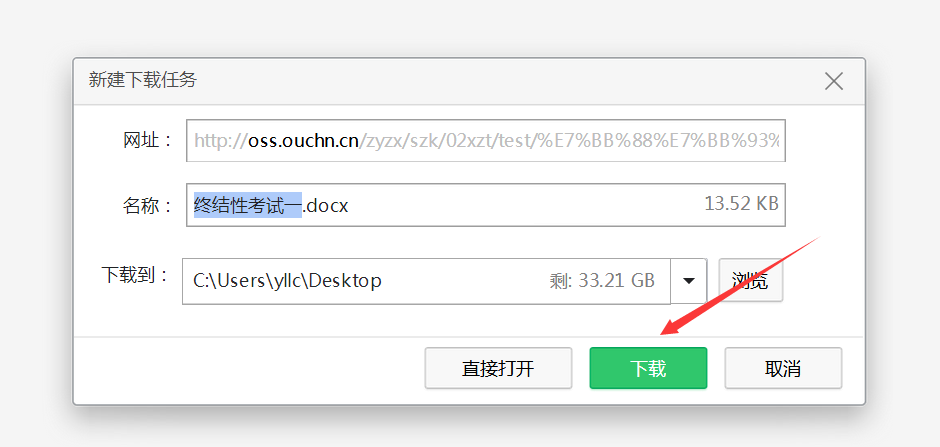 新建下载任务
网址： http://oss.ouchn.cn/zyzx/szk/02xzt/test/%E7%BB%88%E7%BB%93%
名称： 终结性考试一.docx 13.52 KB
下载到： C:\Users\yllc\Desktop 剩: 33.21 GB 浏览
直接打开 下载 取消